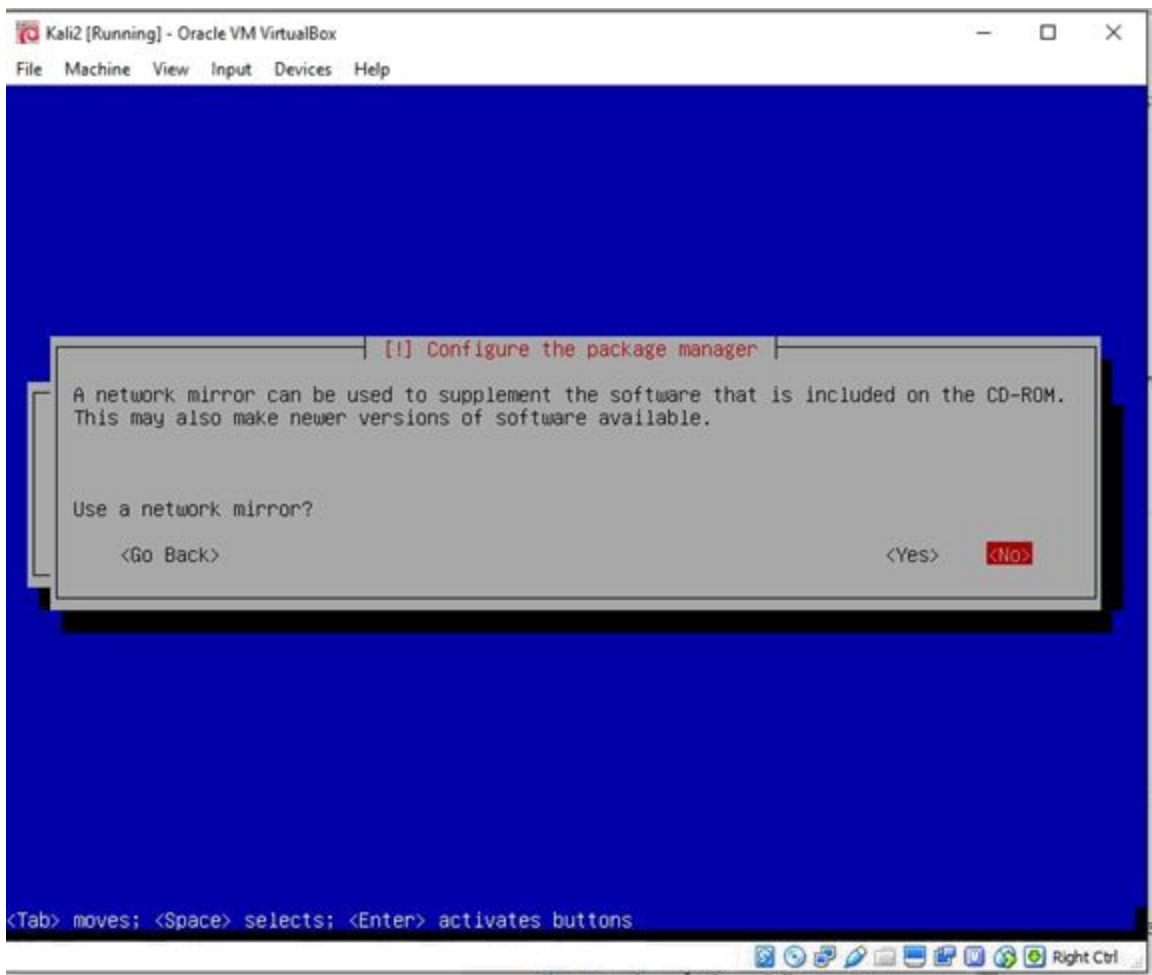 Kali2 [Running] - Oracle VM VirtualBox
File Machine View Input Devices Help
[!] Configure the package manager
A network mirror can be used to supplement the software that is included on the CD-ROM.
This may also make newer versions of software available.
Use a network mirror?
<Go Back> <Yes> <No>
<Tab> moves; <Space> selects; <Enter> activates buttons
Right Ctrl